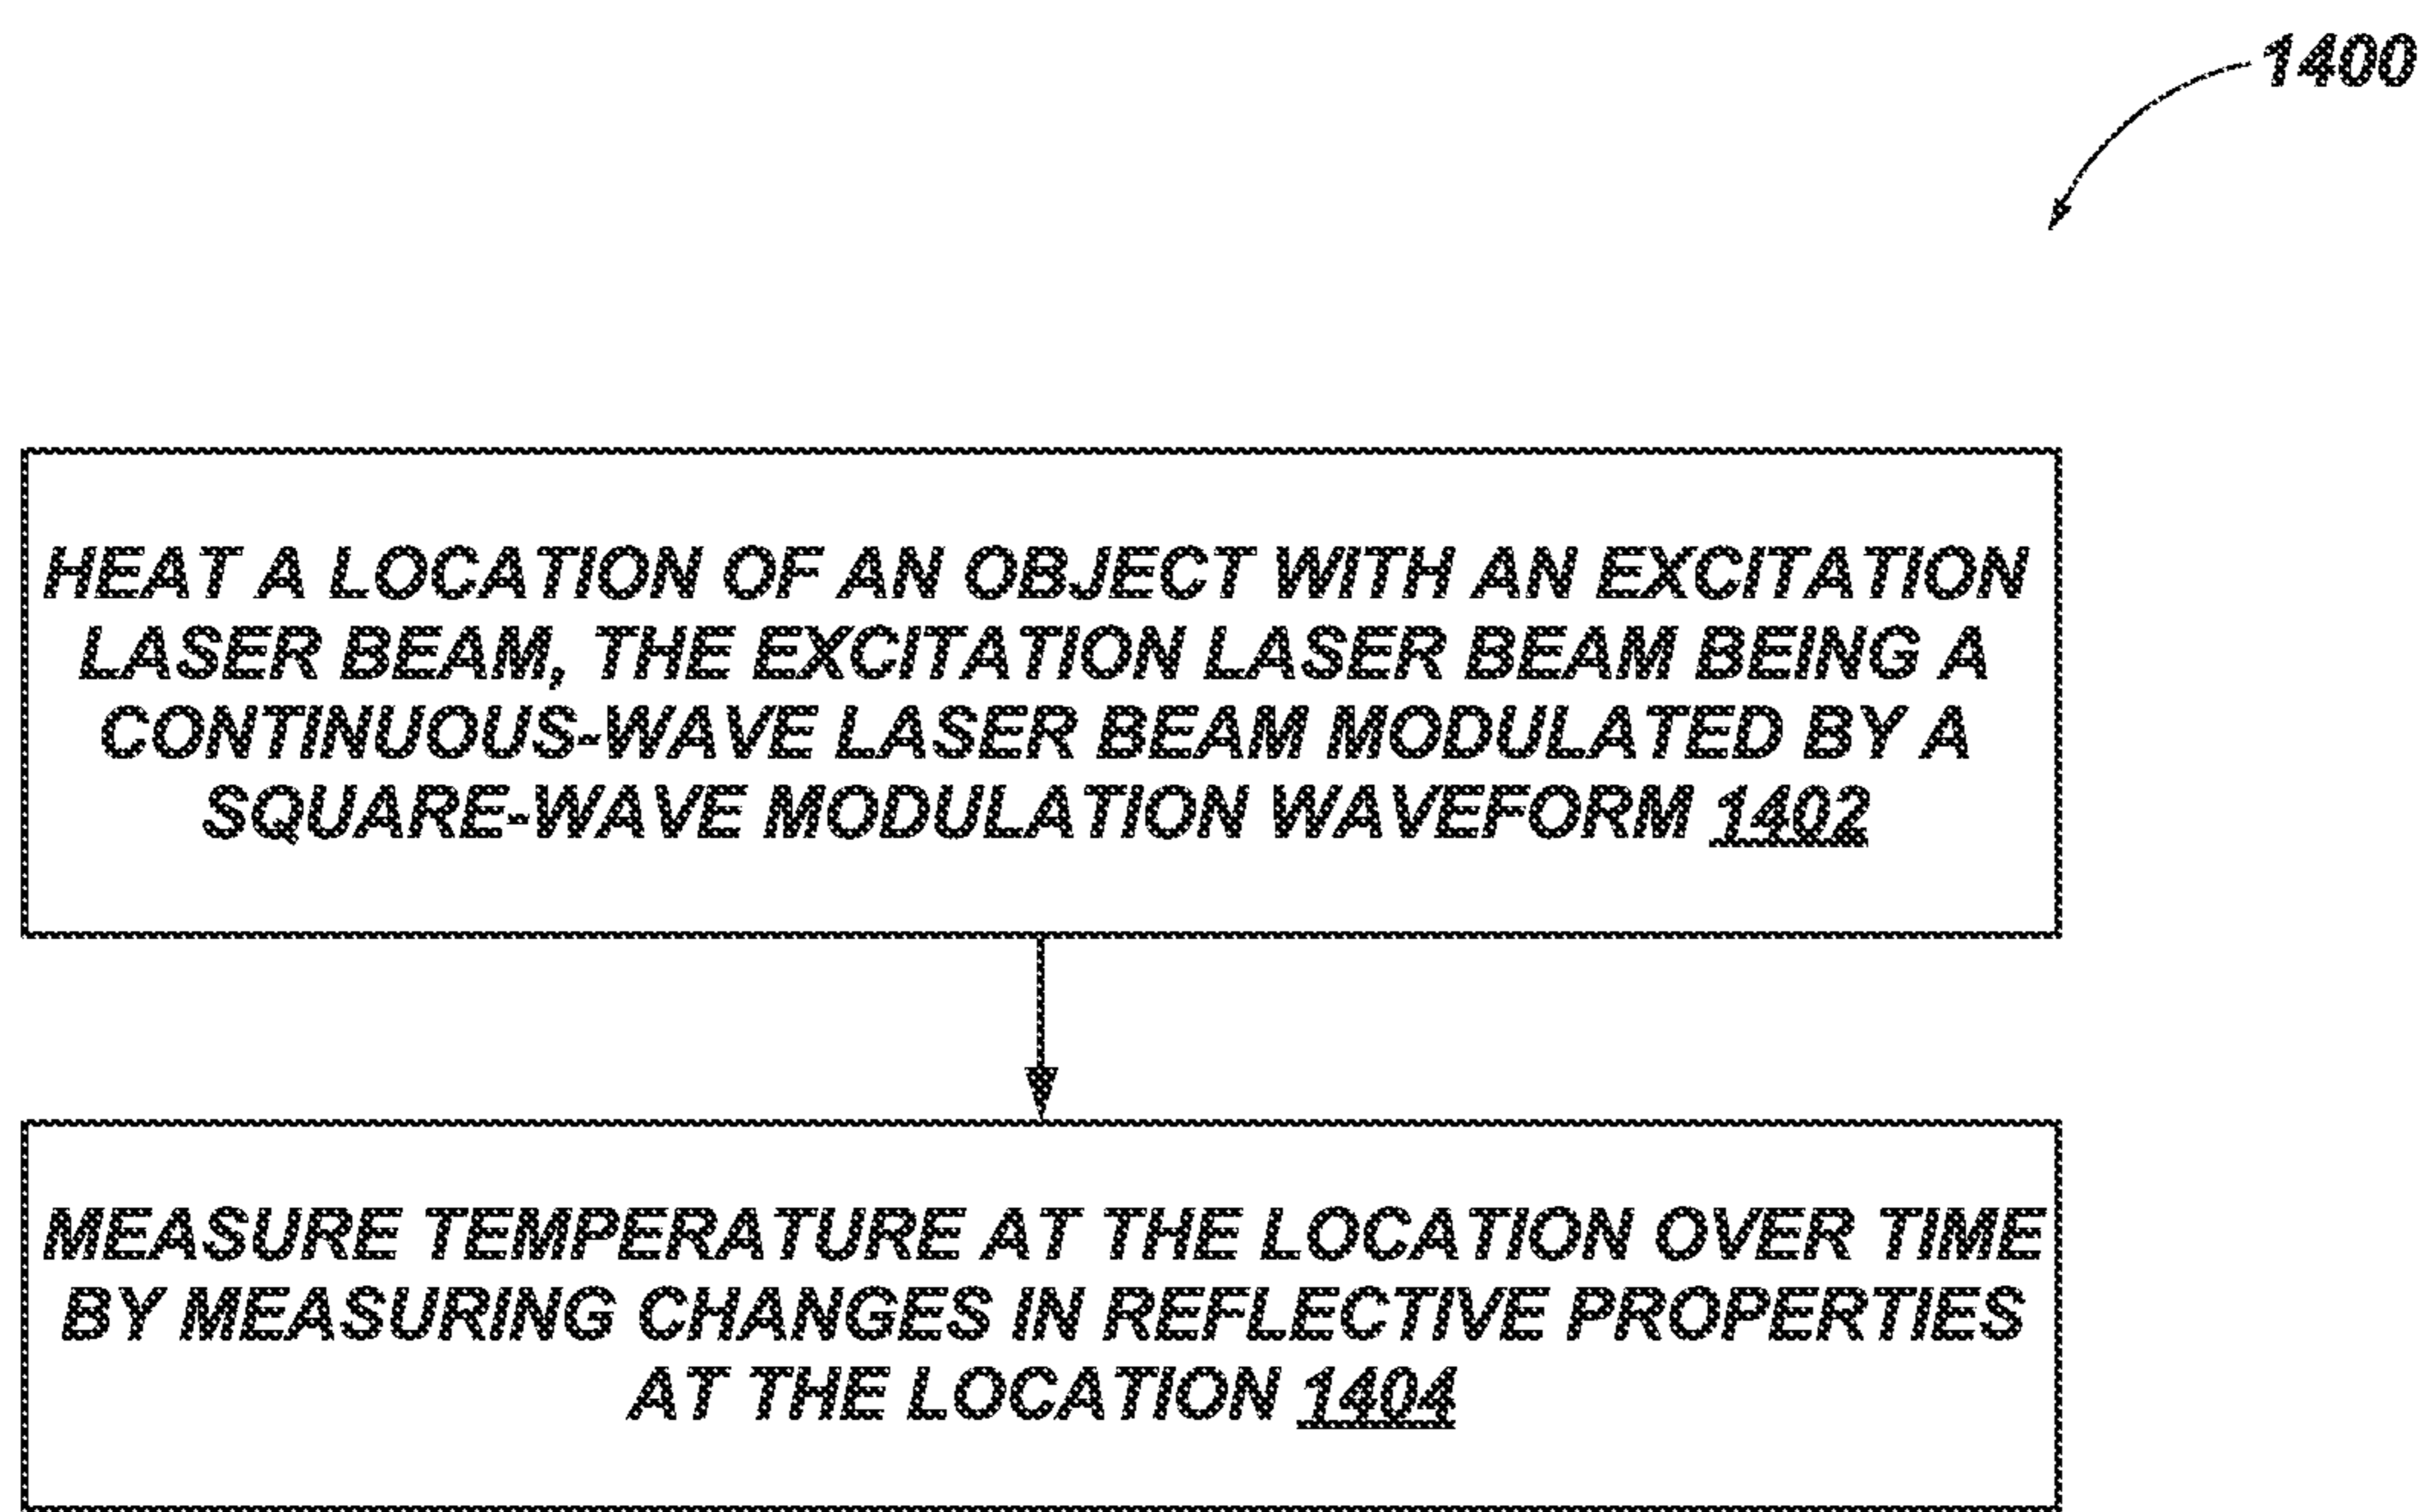 1400
HEAT A LOCATION OF AN OBJECT WITH AN EXCITATION
LASER BEAM, THE EXCITATION LASER BEAM BEING A
CONTINUOUS-WAVE LASER BEAM MODULATED BY A
SQUARE-WAVE MODULATION WAVEFORM 1402
MEASURE TEMPERATURE AT THE LOCATION OVER TIME
BY MEASURING CHANGES IN REFLECTIVE PROPERTIES
AT THE LOCATION 1404